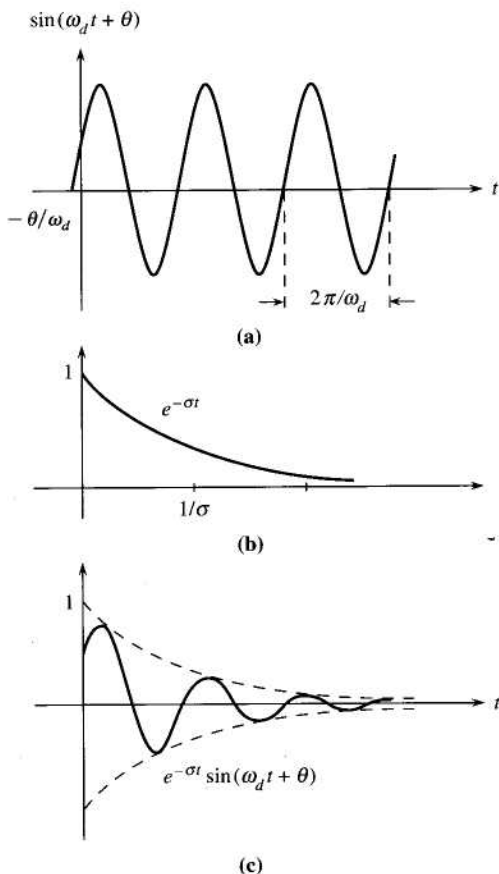 sin(ω_d t + θ)
t
− θ/ω_d
2π/ω_d
(a)
1
e^{−σt}
1/σ
(b)
1
t
e^{−σt} sin(ω_d t + θ)
(c)